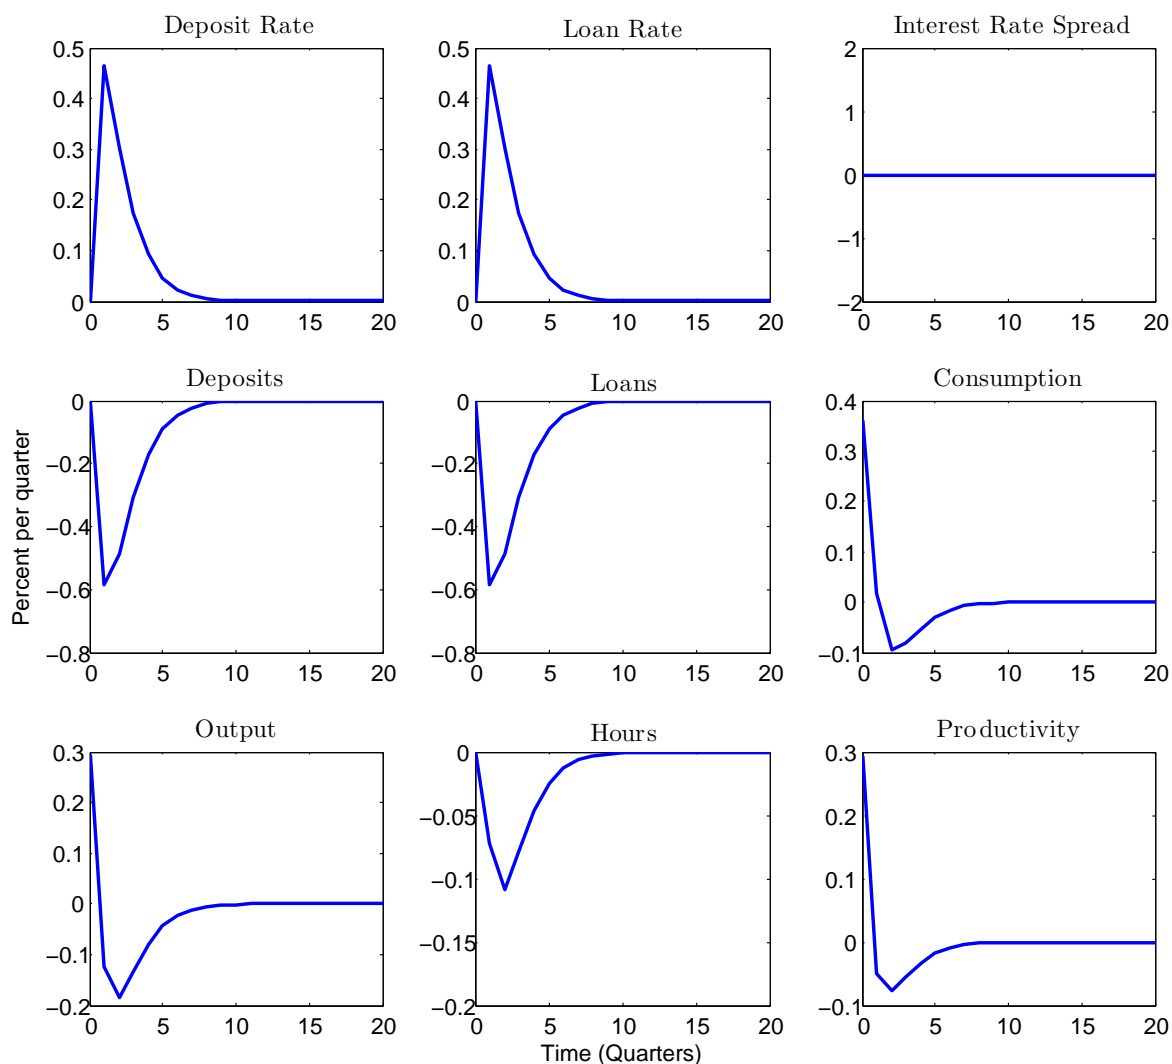 Deposit Rate
0.5
0.4
0.3
0.2
0.1
0
0 5 10 15 20
Loan Rate
0.5
0.4
0.3
0.2
0.1
0
0 5 10 15 20
Interest Rate Spread
2
1
0
−1
−2
0 5 10 15 20
Percent per quarter
Deposits
0
−0.2
−0.4
−0.6
−0.8
0 5 10 15 20
Loans
0
−0.2
−0.4
−0.6
−0.8
0 5 10 15 20
Consumption
0.4
0.3
0.2
0.1
0
−0.1
0 5 10 15 20
Output
0.3
0.2
0.1
0
−0.1
−0.2
0 5 10 15 20
Hours
0
−0.05
−0.1
−0.15
−0.2
0 5 10 15 20
Time (Quarters)
Productivity
0.3
0.2
0.1
0
−0.1
0 5 10 15 20